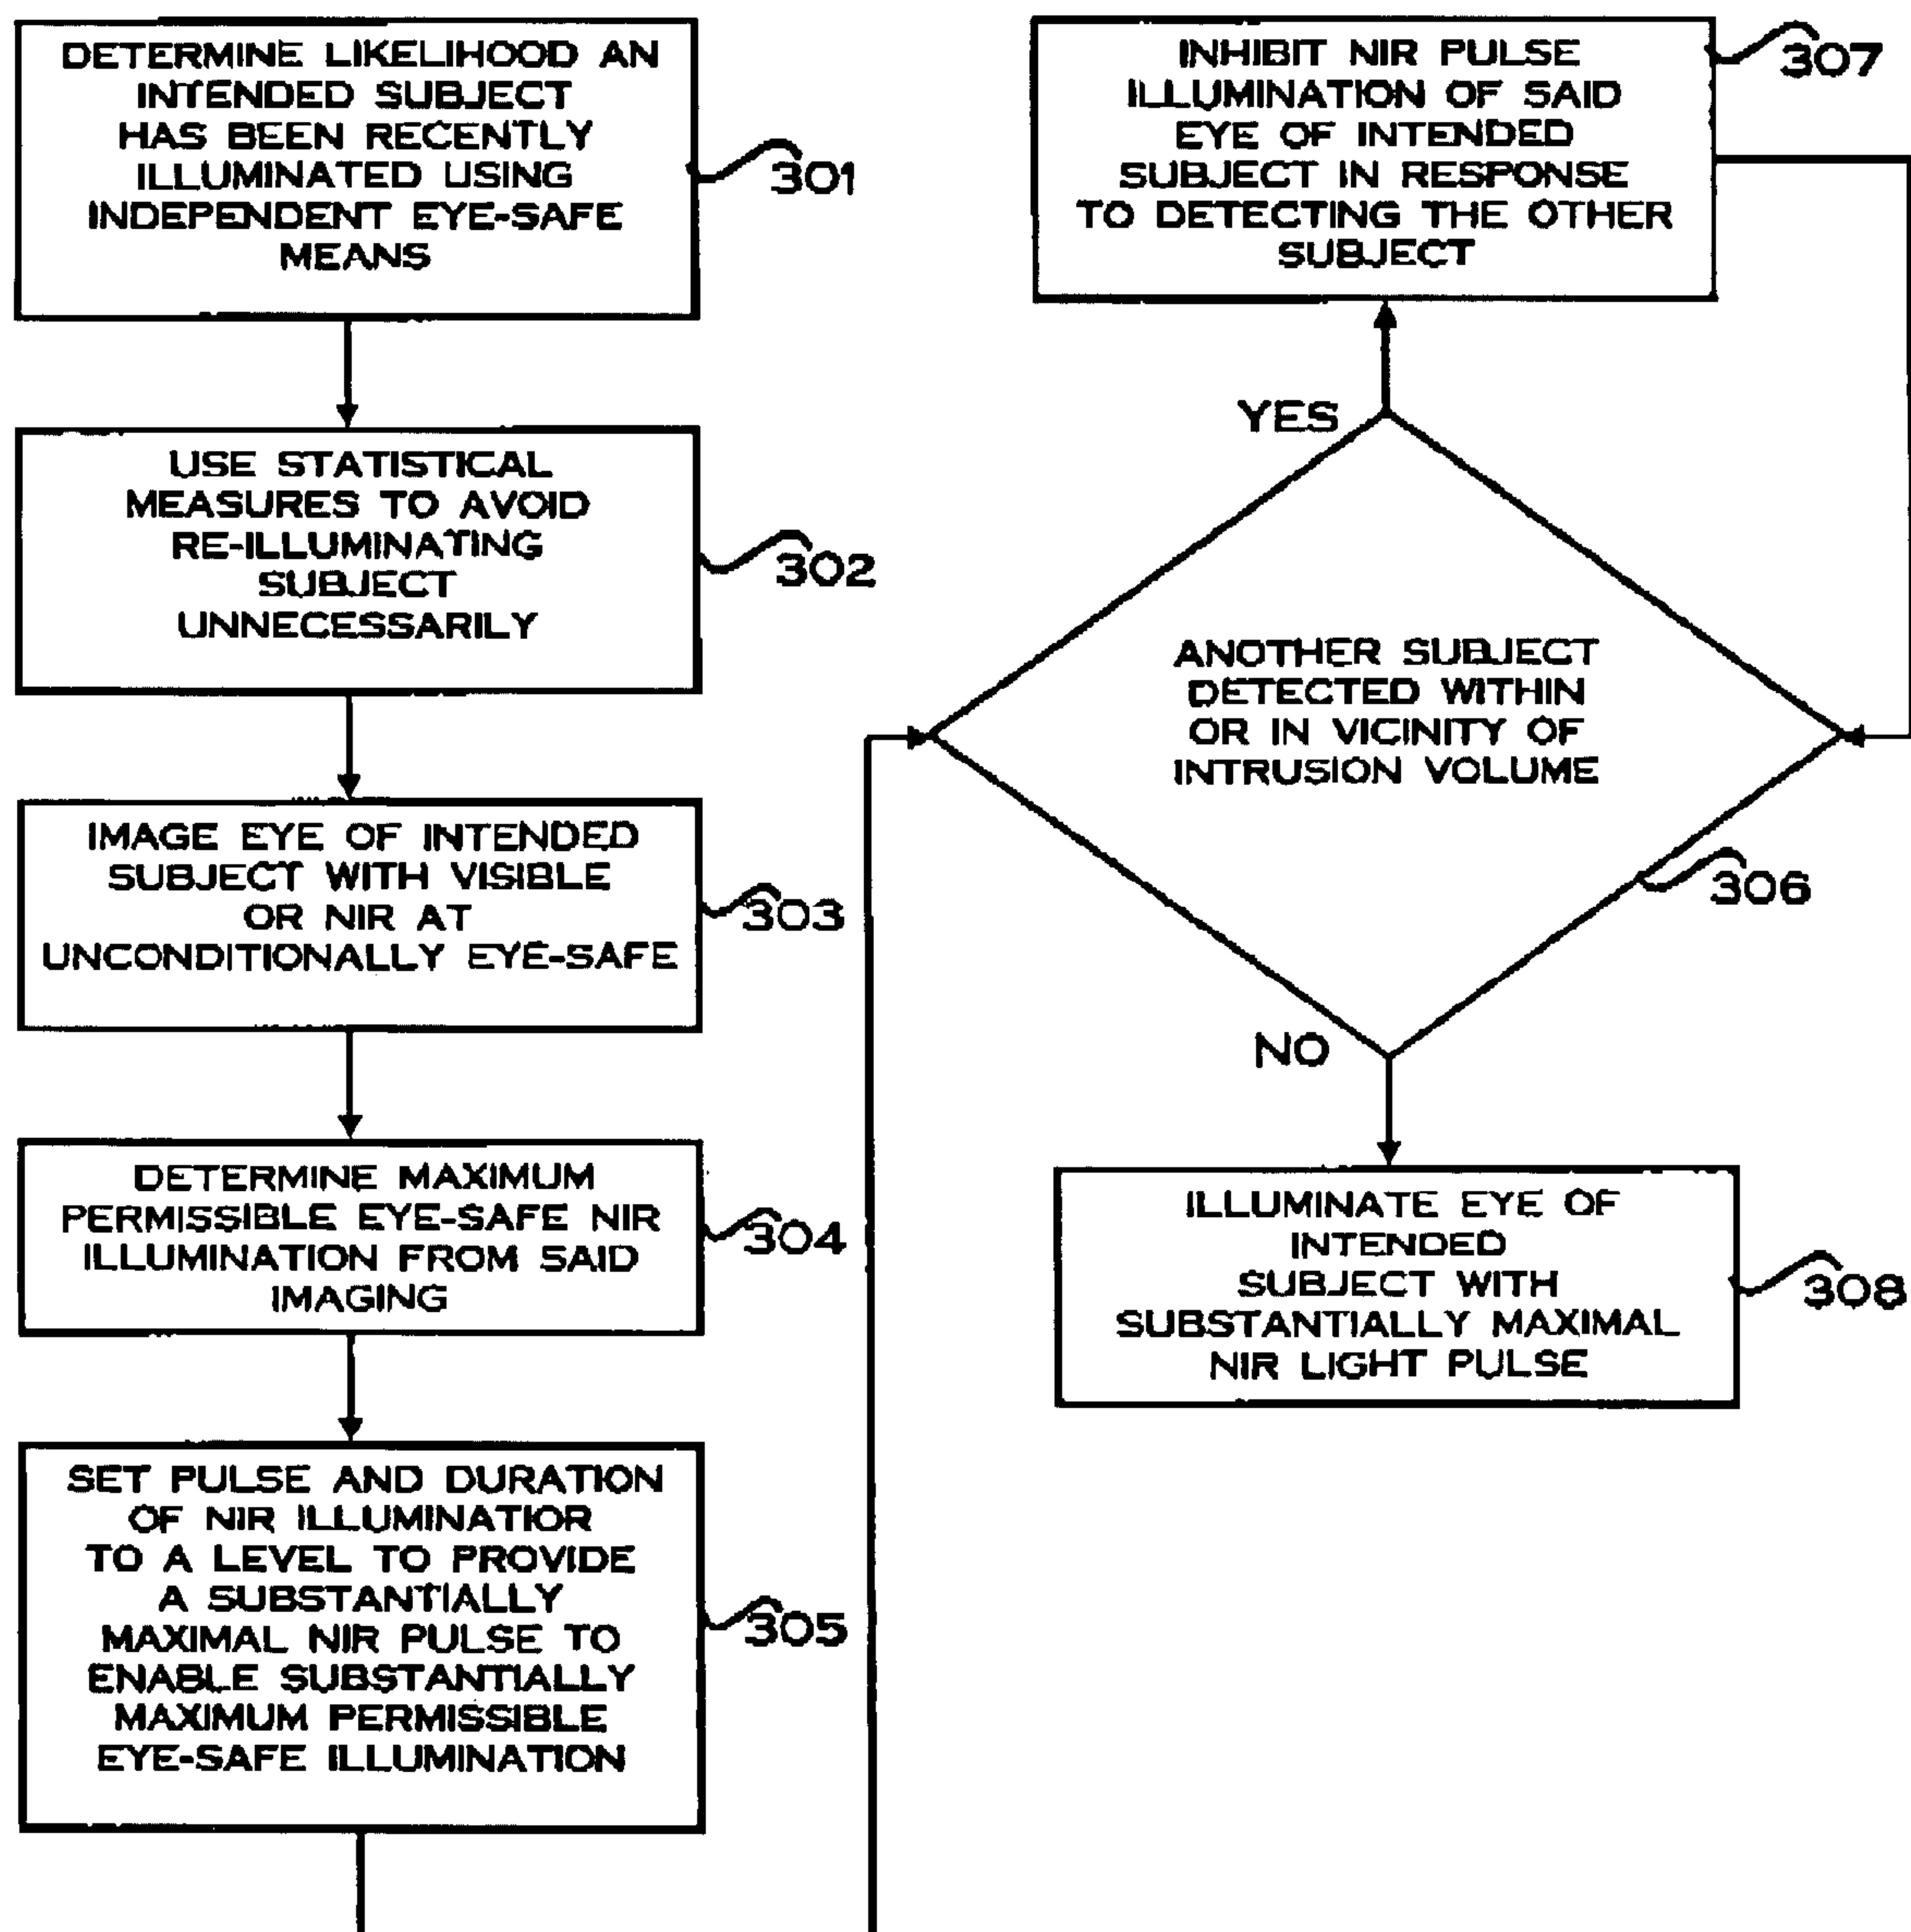 DETERMINE LIKELIHOOD AN
INTENDED SUBJECT
HAS BEEN RECENTLY
ILLUMINATED USING
INDEPENDENT EYE-SAFE
MEANS
301
USE STATISTICAL
MEASURES TO AVOID
RE-ILLUMINATING
SUBJECT
UNNECESSARILY
302
IMAGE EYE OF INTENDED
SUBJECT WITH VISIBLE
OR NIR AT
UNCONDITIONALLY EYE-SAFE
303
DETERMINE MAXIMUM
PERMISSIBLE EYE-SAFE NIR
ILLUMINATION FROM SAID
IMAGING
304
SET PULSE AND DURATION
OF NIR ILLUMINATIOR
TO A LEVEL TO PROVIDE
A SUBSTANTIALLY
MAXIMAL NIR PULSE TO
ENABLE SUBSTANTIALLY
MAXIMUM PERMISSIBLE
EYE-SAFE ILLUMINATION
305
INHIBIT NIR PULSE
ILLUMINATION OF SAID
EYE OF INTENDED
SUBJECT IN RESPONSE
TO DETECTING THE OTHER
SUBJECT
307
YES
ANOTHER SUBJECT
DETECTED WITHIN
OR IN VICINITY OF
INTRUSION VOLUME
306
NO
ILLUMINATE EYE OF
INTENDED
SUBJECT WITH
SUBSTANTIALLY MAXIMAL
NIR LIGHT PULSE
308